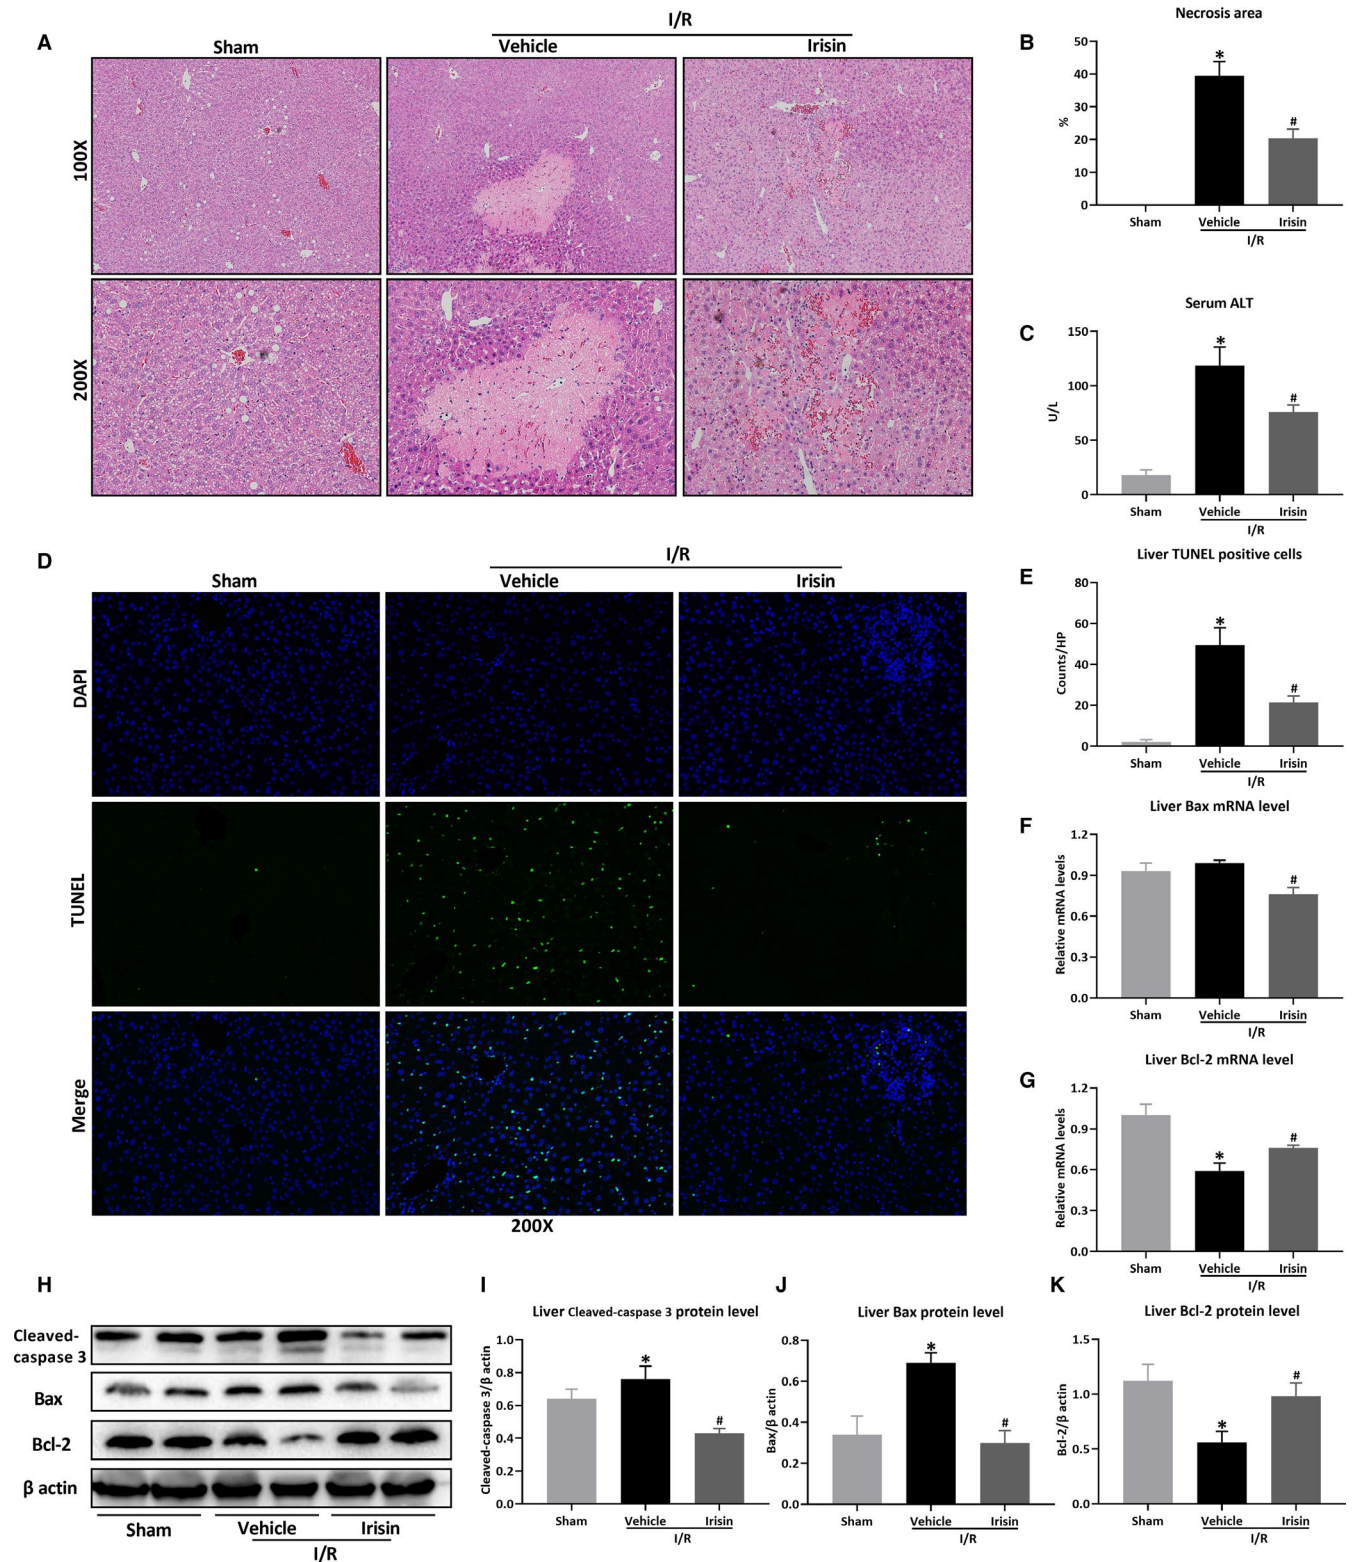 A
I/R
Sham
Vehicle
Irisin
100X
200X
B
Necrosis area
50
40
30
20
10
0
%
*
#
Sham
Vehicle
Irisin
I/R
C
Serum ALT
150
100
50
0
U/L
*
#
Sham
Vehicle
Irisin
I/R
D
I/R
Sham
Vehicle
Irisin
DAPI
TUNEL
Merge
200X
E
Liver TUNEL positive cells
80
60
40
20
0
Counts/HP
*
#
Sham
Vehicle
Irisin
I/R
F
Liver Bax mRNA level
1.2
0.9
0.6
0.3
0.0
Relative mRNA levels
#
Sham
Vehicle
Irisin
I/R
G
Liver Bcl-2 mRNA level
1.2
0.9
0.6
0.3
0.0
Relative mRNA levels
*
#
Sham
Vehicle
Irisin
I/R
H
Cleaved-
caspase 3
Bax
Bcl-2
β actin
Sham
Vehicle
Irisin
I/R
I
Liver Cleaved-caspase 3 protein level
1.0
0.8
0.6
0.4
0.2
0.0
Cleaved-caspase 3/β actin
*
#
Sham
Vehicle
Irisin
I/R
J
Liver Bax protein level
0.8
0.6
0.4
0.2
0.0
Bax/β actin
*
#
Sham
Vehicle
Irisin
I/R
K
Liver Bcl-2 protein level
1.5
1.0
0.5
0.0
Bcl-2/β actin
*
#
Sham
Vehicle
Irisin
I/R